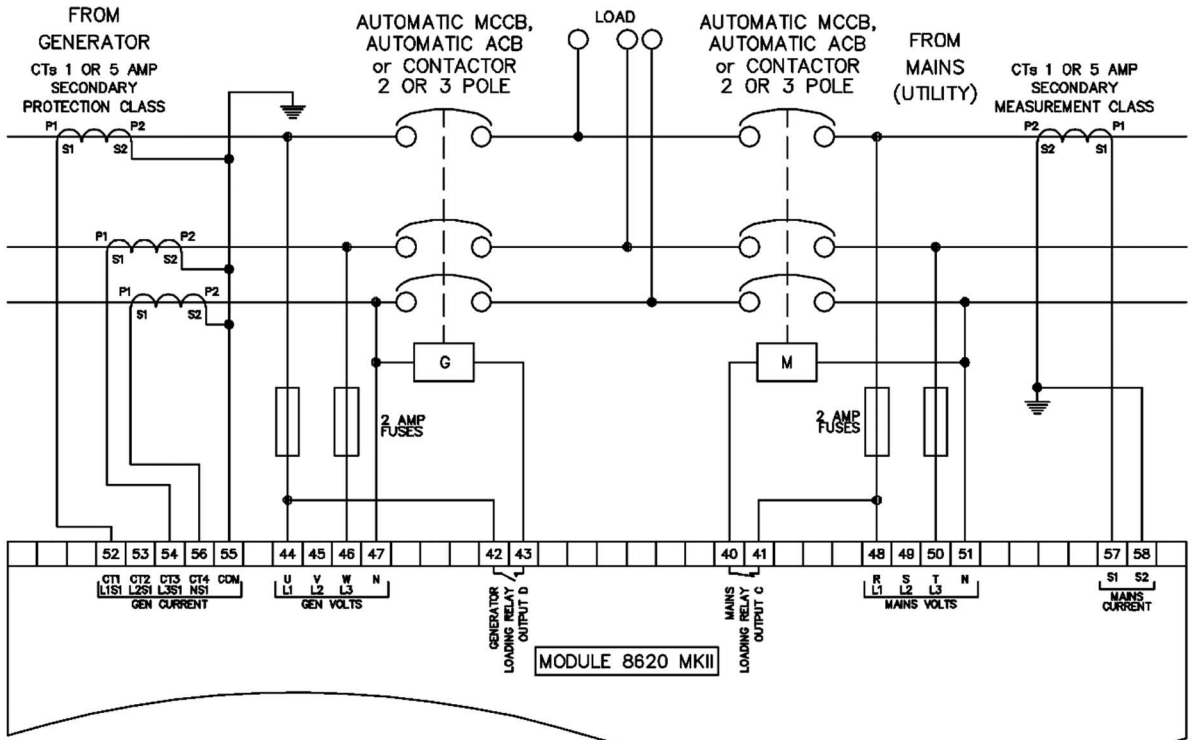 FROM
GENERATOR
CTs 1 OR 5 AMP
SECONDARY
PROTECTION CLASS
AUTOMATIC MCCB,
AUTOMATIC ACB
or CONTACTOR
2 OR 3 POLE
LOAD
AUTOMATIC MCCB,
AUTOMATIC ACB
or CONTACTOR
2 OR 3 POLE
FROM
MAINS
(UTILITY)
CTs 1 OR 5 AMP
SECONDARY
MEASUREMENT CLASS
P1 P2
S1 S2
P2 P1
S2 S1
P1 P2
S1 S2
P1 P2
S1 S2
G
M
2 AMP
FUSES
2 AMP
FUSES
52 53 54 56 55 44 45 46 47 42 43 40 41 48 49 50 51 57 58
CT1 CT2 CT3 CT4 COM
L1S1 L2S1 L3S1 NS1
GEN CURRENT
U V W N
L1 L2 L3
GEN VOLTS
GENERATOR
LOADING RELAY
OUTPUT D
MAINS
LOADING RELAY
OUTPUT C
R S T N
L1 L2 L3
MAINS VOLTS
S1 S2
MAINS
CURRENT
MODULE 8620 MKII